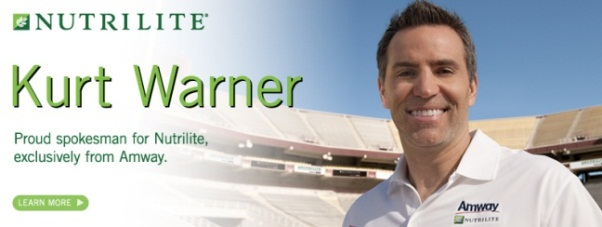 NUTRILITE®
Kurt Warner
Proud spokesman for Nutrilite,
exclusively from Amway.
LEARN MORE
Amway
NUTRILITE